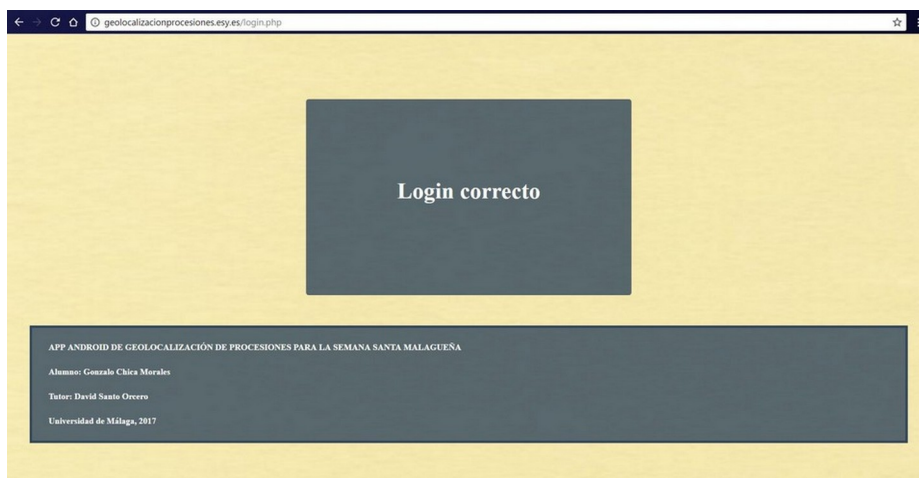 geolocalizacionprocesiones.esy.es/login.php
Login correcto
APP ANDROID DE GEOLOCALIZACIÓN DE PROCESIONES PARA LA SEMANA SANTA MALAGUEÑA
Alumno: Gonzalo Chica Morales
Tutor: David Santo Orcero
Universidad de Málaga, 2017